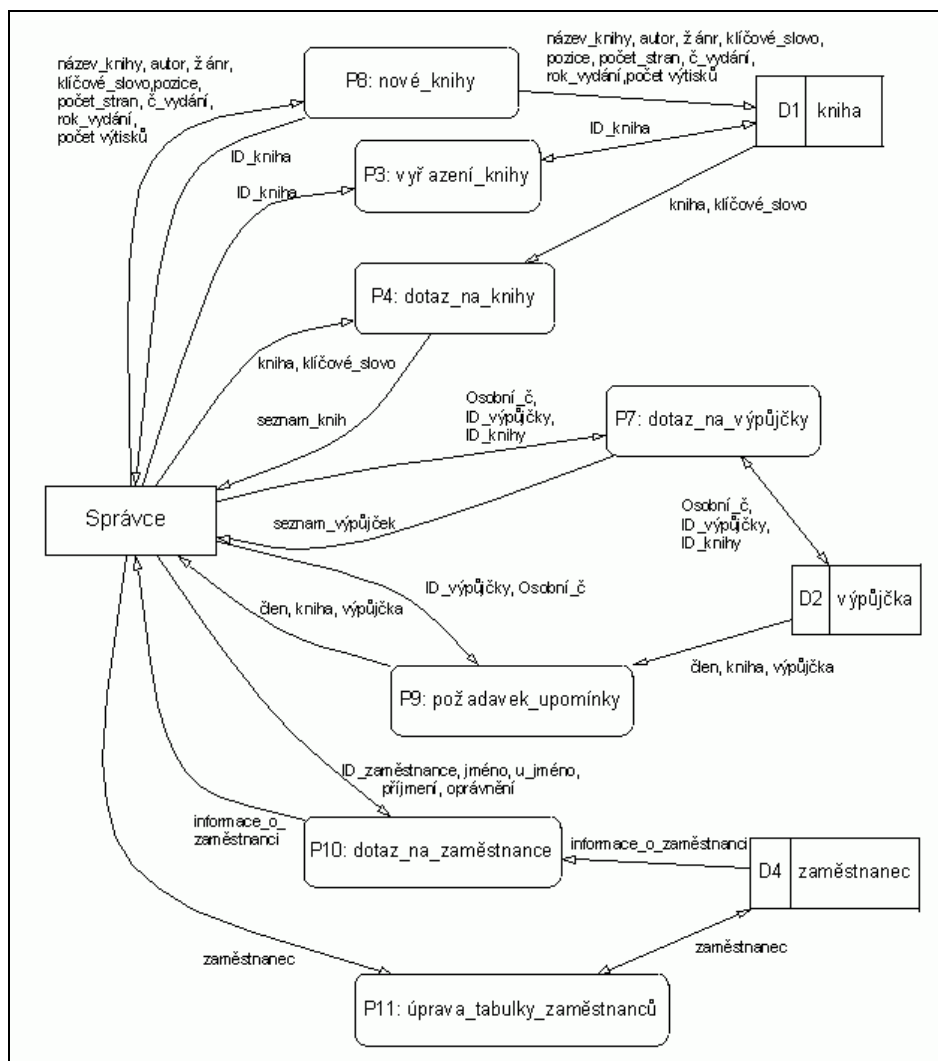 název_knihy, autor, žánr,
klíčové_slovo,pozice,
počet_stran, č_vydání,
rok_vydání,
počet výtisků
P8: nové_knihy
název_knihy, autor, žánr, klíčové_slovo,
pozice, počet_stran, č_vydání,
rok_vydání,počet výtisků
D1 kniha
ID_kniha
ID_kniha
ID_kniha
P3: vyřazení_knihy
kniha, klíčové_slovo
P4: dotaz_na_knihy
kniha, klíčové_slovo
seznam_knih
Osobní_č,
ID_výpůjčky,
ID_knihy
P7: dotaz_na_výpůjčky
Správce
seznam_výpůjček
Osobní_č,
ID_výpůjčky,
ID_knihy
ID_výpůjčky, Osobní_č
D2 výpůjčka
člen, kniha, výpůjčka
člen, kniha, výpůjčka
P9: požadavek_upomínky
ID_zaměstnance, jméno, u_jméno,
příjmení, oprávnění
informace_o_
zaměstnanci
P10: dotaz_na_zaměstnance
informace_o_zaměstnanci
D4 zaměstnanec
zaměstnanec
zaměstnanec
P11: úprava_tabulky_zaměstnanců